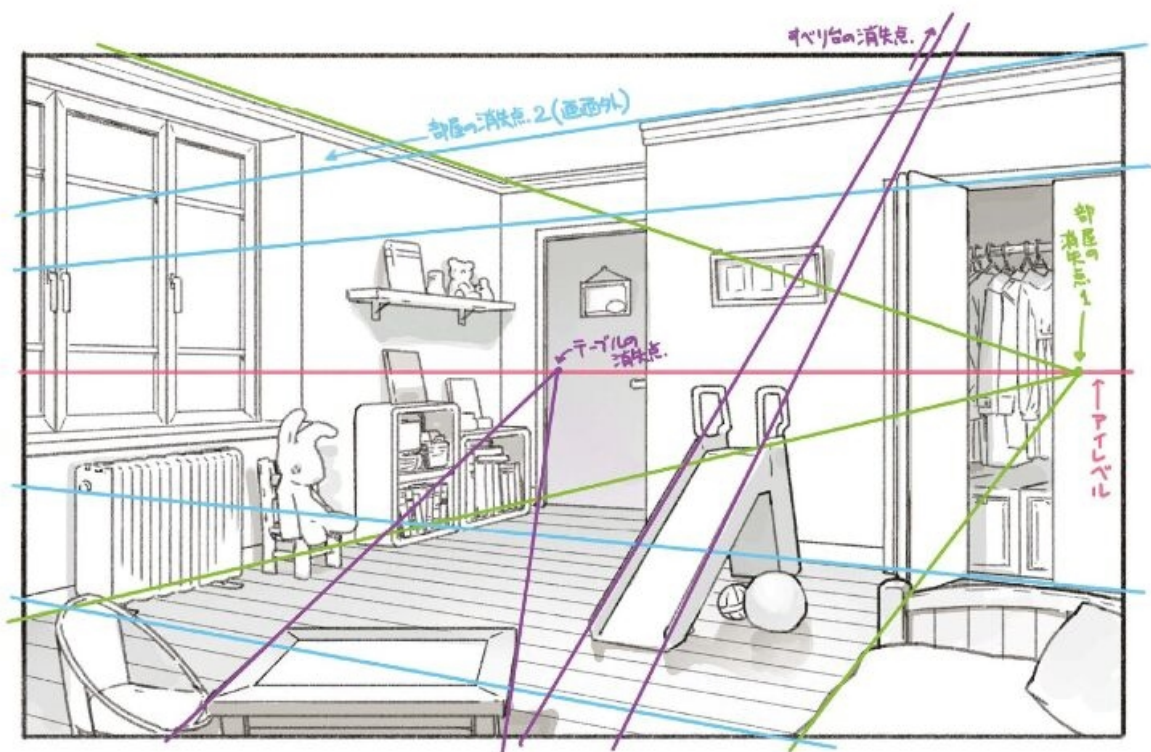 すべり台の消失点.
部屋の消失点.2(画面外)
部屋の
消失点1
テーブルの
消失点.
アイレベル